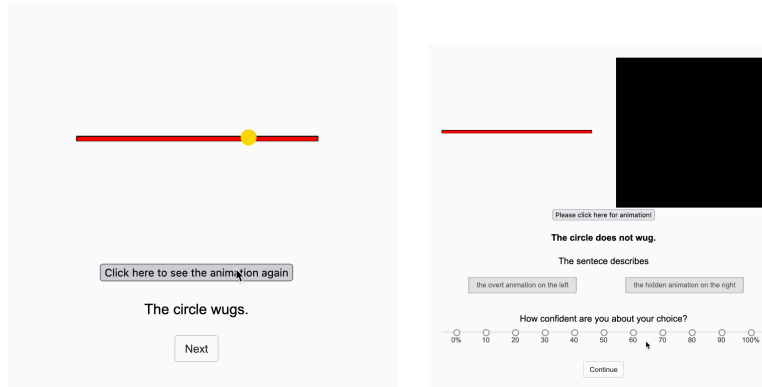 Click here to see the animation again
The circle wugs.
Next
Please click here for animation!
The circle does not wug.
The sentece describes
the overt animation on the left
the hidden animation on the right
How confident are you about your choice?
0% 10 20 30 40 50 60 70 80 90 100%
Continue